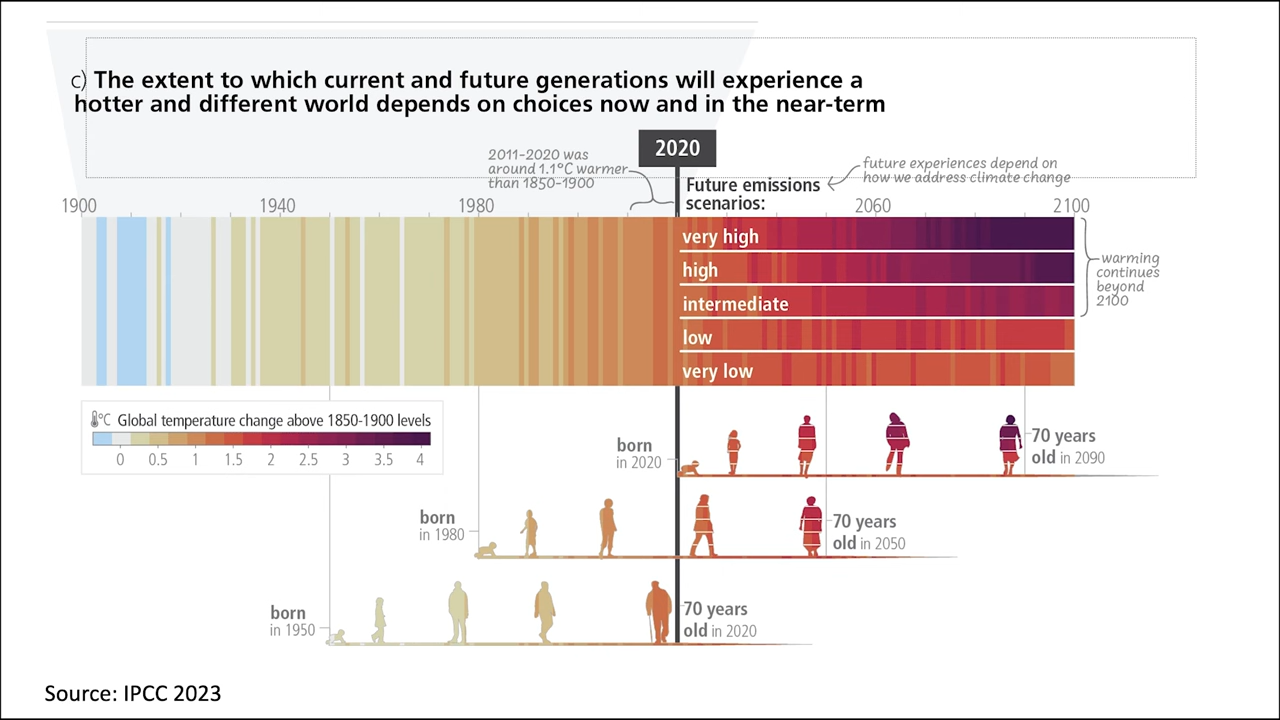 c) The extent to which current and future generations will experience a
hotter and different world depends on choices now and in the near-term
2020
2011-2020 was
around 1.1°C warmer
than 1850-1900
future experiences depend on
how we address climate change
Future emissions
scenarios:
1900 1940 1980 2060 2100
very high
high
intermediate
low
very low
warming
continues
beyond
2100
°C Global temperature change above 1850-1900 levels
0 0.5 1 1.5 2 2.5 3 3.5 4
born
in 2020
70 years
old in 2090
born
in 1980
70 years
old in 2050
born
in 1950
70 years
old in 2020
Source: IPCC 2023